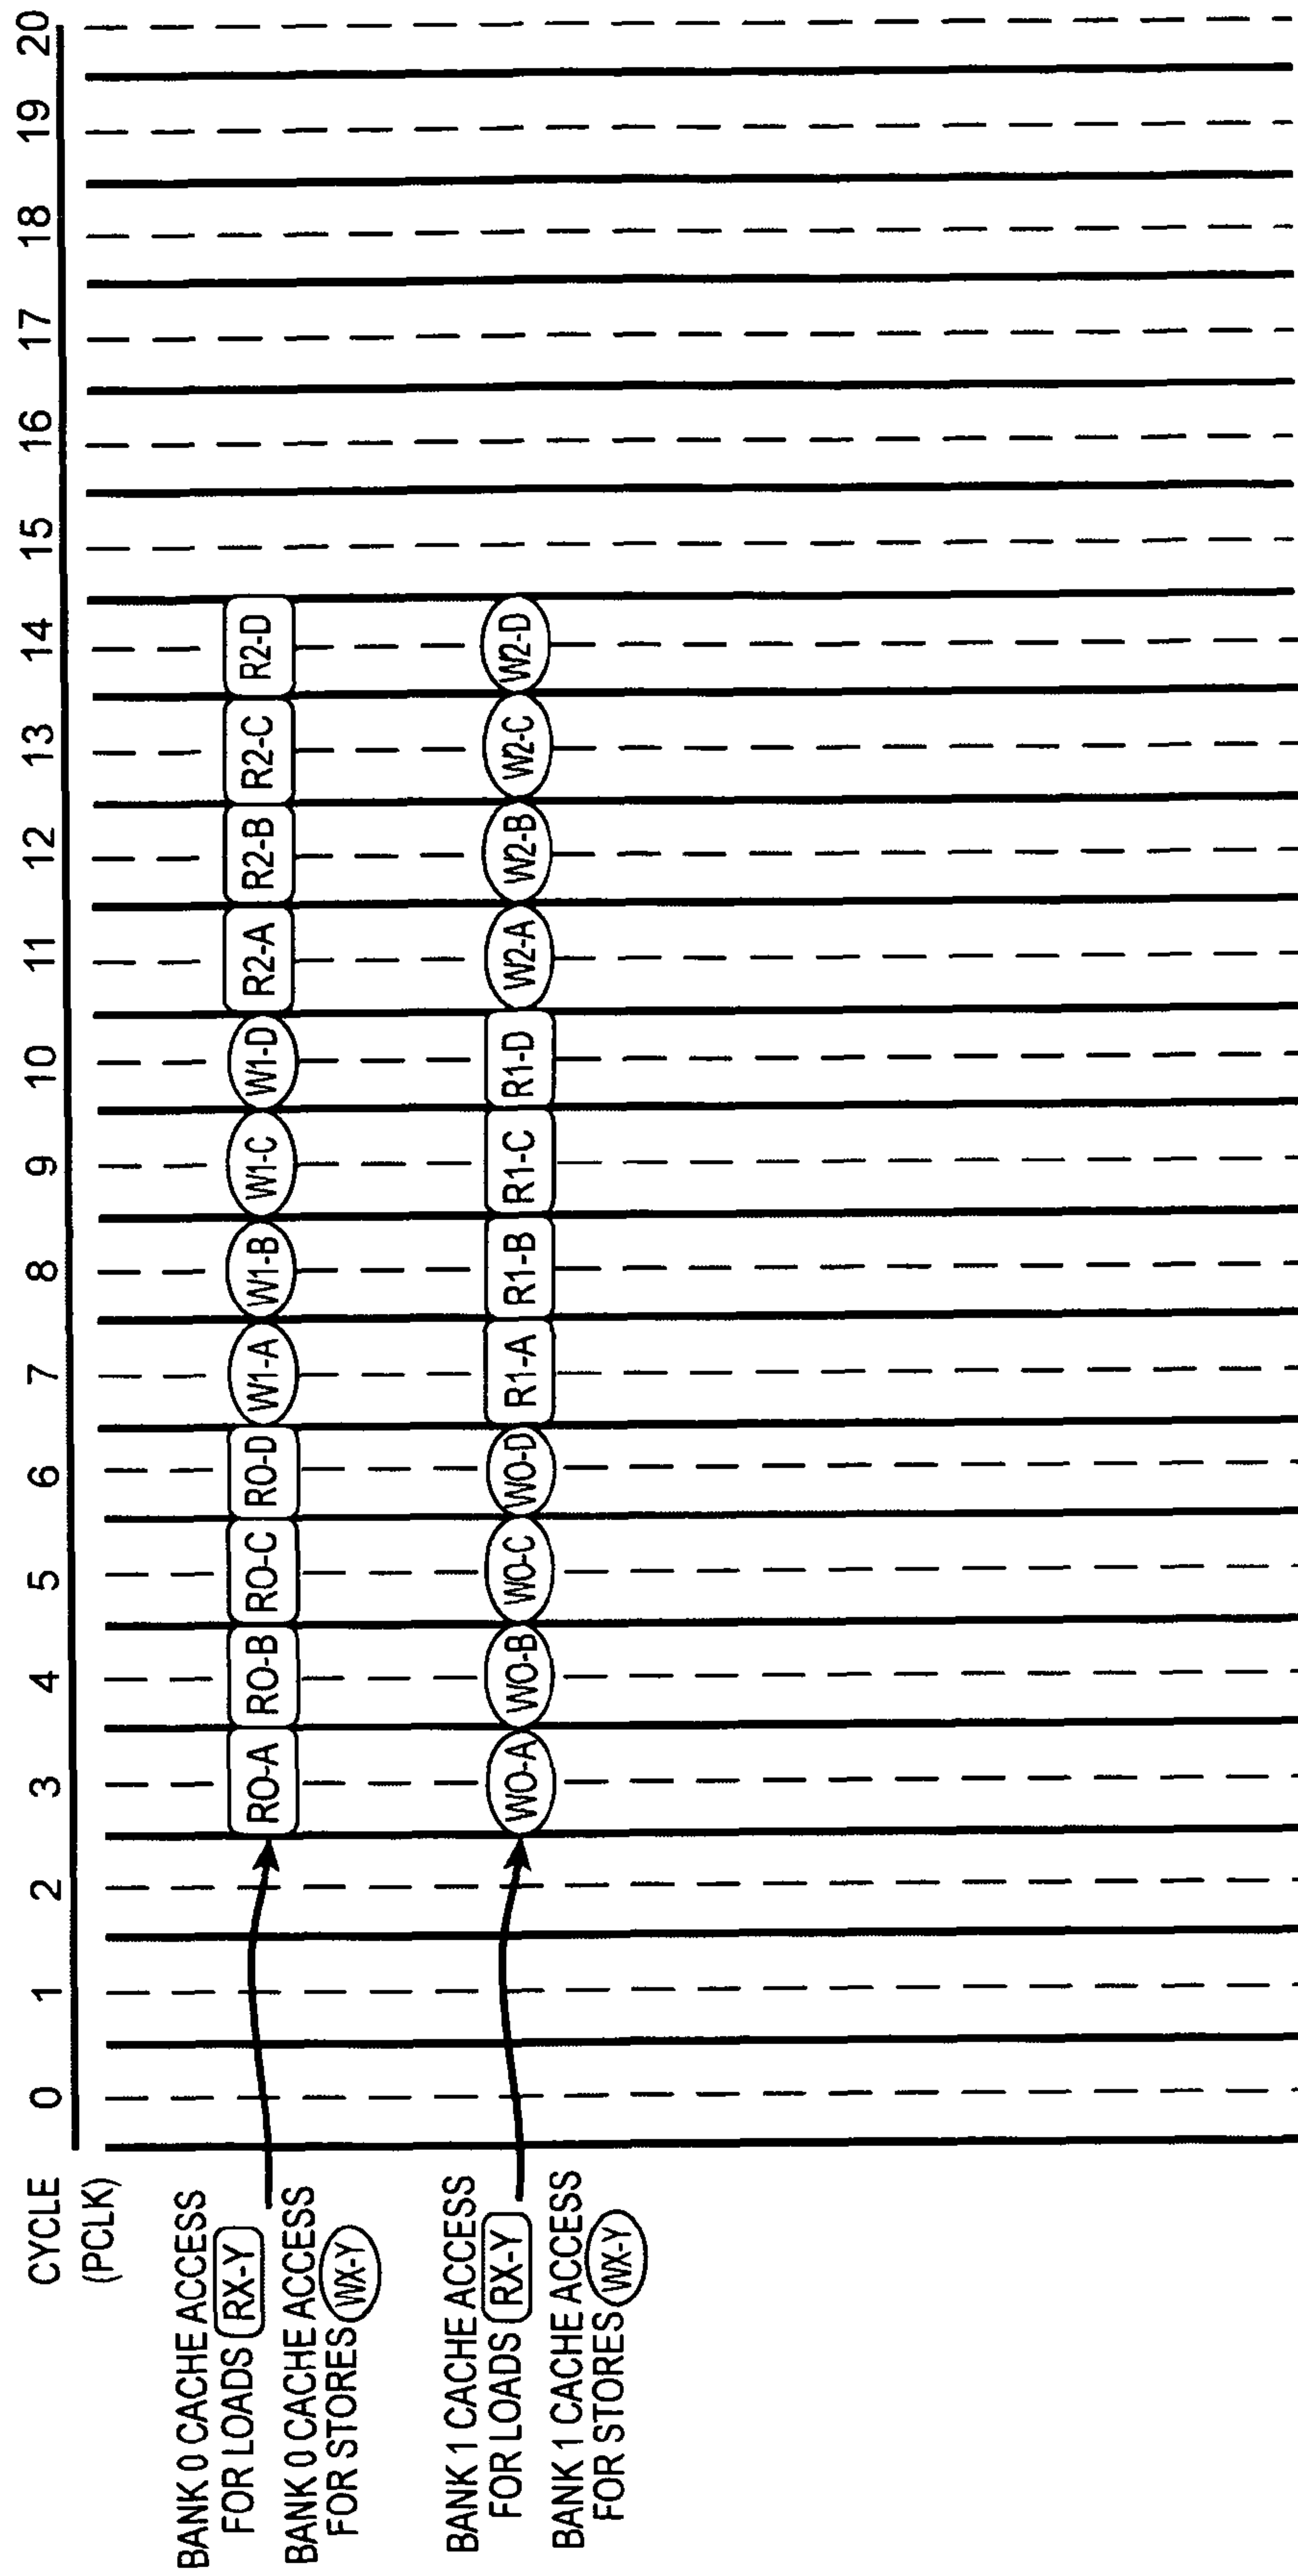 CYCLE 0 1 2 3 4 5 6 7 8 9 10 11 12 13 14 15 16 17 18 19 20
(PCLK)
BANK 0 CACHE ACCESS
FOR LOADS RX-Y
BANK 0 CACHE ACCESS
FOR STORES WX-Y
RO-A RO-B RO-C RO-D W1-A W1-B W1-C W1-D R2-A R2-B R2-C R2-D
BANK 1 CACHE ACCESS
FOR LOADS RX-Y
BANK 1 CACHE ACCESS
FOR STORES WX-Y
WO-A WO-B WO-C WO-D R1-A R1-B R1-C R1-D W2-A W2-B W2-C W2-D